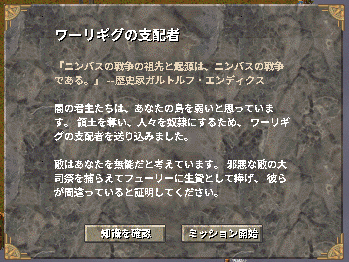 ワーリギグの支配者
『ニンバスの戦争の祖先と起源は、ニンバスの戦争
である。』 --歴史家ガルトルフ・エンディクス
闇の君主たちは、あなたの島を弱いと思っていま
す。 領土を奪い、人々を奴隷にするため、 ワーリギ
グの支配者を送り込みました。
敵はあなたを無能だと考えています。 邪悪な敵の大
司祭を捕らえてフューリーに生贄として捧げ、 彼ら
が間違っていると証明してください。
知識を確認
ミッション開始